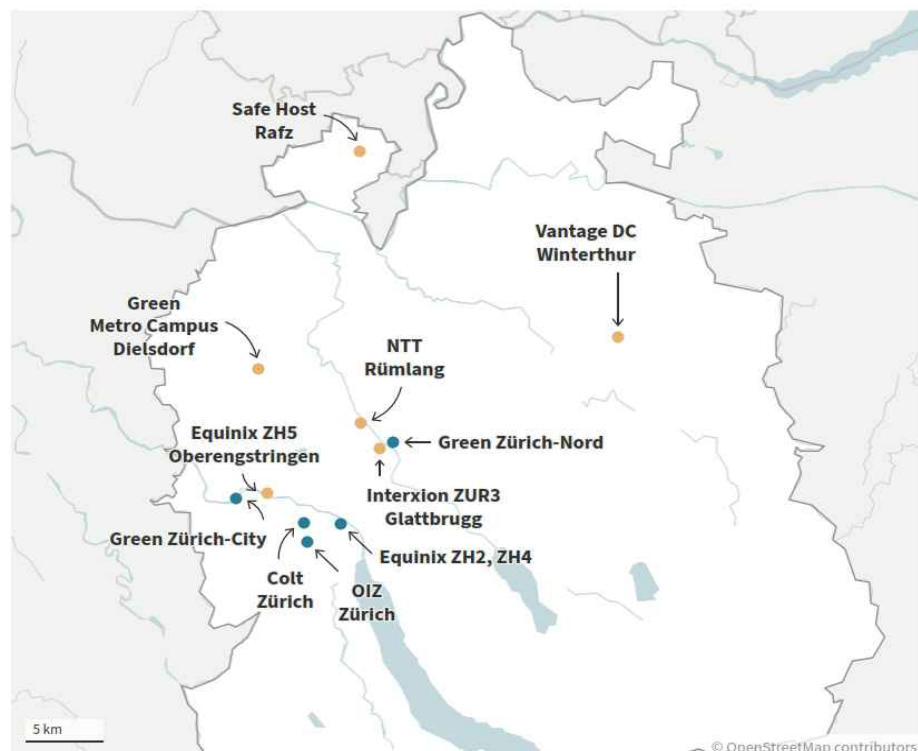 Safe Host
Rafz
Vantage DC
Winterthur
Green
Metro Campus
Dielsdorf
NTT
Rümlang
Equinix ZH5
Oberengstringen
Green Zürich-Nord
Interxion ZUR3
Glattbrugg
Green Zürich-City
Equinix ZH2, ZH4
Colt
Zürich
OIZ
Zürich
5 km
© OpenStreetMap contributors